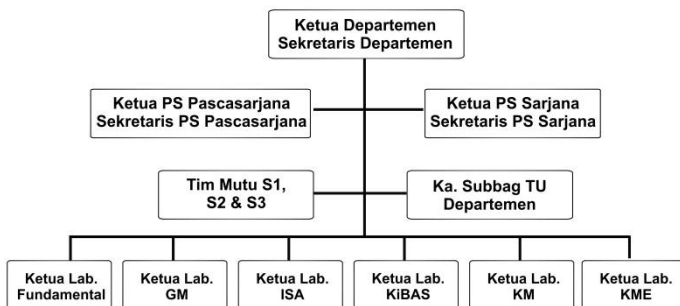 Ketua Departemen
Sekretaris Departemen
Ketua PS Pascasarjana
Sekretaris PS Pascasarjana
Ketua PS Sarjana
Sekretaris PS Sarjana
Tim Mutu S1,
S2 & S3
Ka. Subbag TU
Departemen
Ketua Lab.
Fundamental
Ketua Lab.
GM
Ketua Lab.
ISA
Ketua Lab.
KiBAS
Ketua Lab.
KM
Ketua Lab.
KME